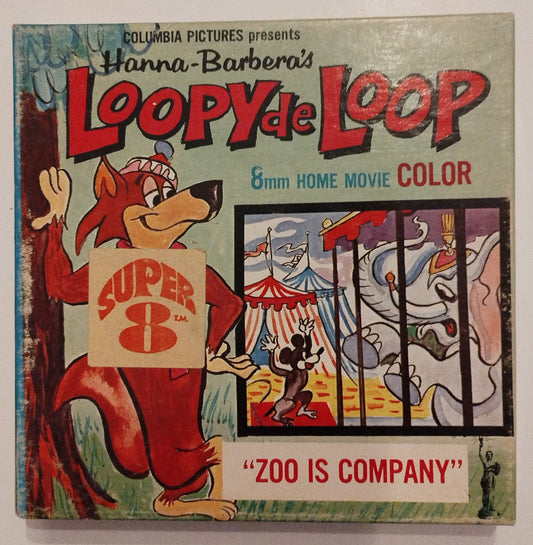 COLUMBIA PICTURES presents
Hanna-Barbera's
LOOPY de LOOP
8mm HOME MOVIE COLOR
SUPER
8 T.M.
"ZOO IS COMPANY"